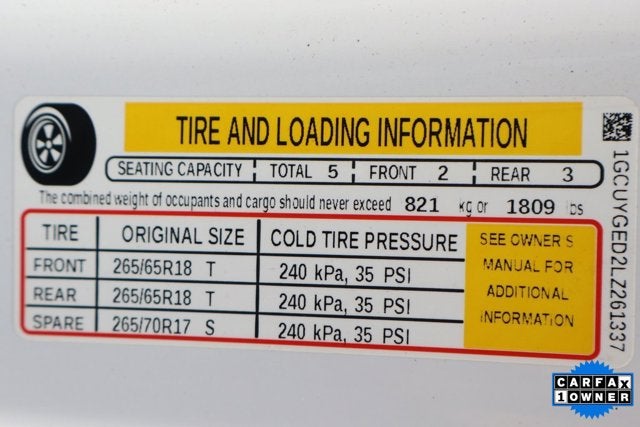 TIRE AND LOADING INFORMATION
SEATING CAPACITY TOTAL 5 FRONT 2 REAR 3
The combined weight of occupants and cargo should never exceed 821 kg or 1809 lbs
TIRE ORIGINAL SIZE COLD TIRE PRESSURE
FRONT 265/65R18 T 240 kPa, 35 PSI
REAR 265/65R18 T 240 kPa, 35 PSI
SPARE 265/70R17 S 240 kPa, 35 PSI
SEE OWNER S
MANUAL FOR
ADDITIONAL
INFORMATION
1GCUYGED2LZ261337
CARFAX
1 OWNER